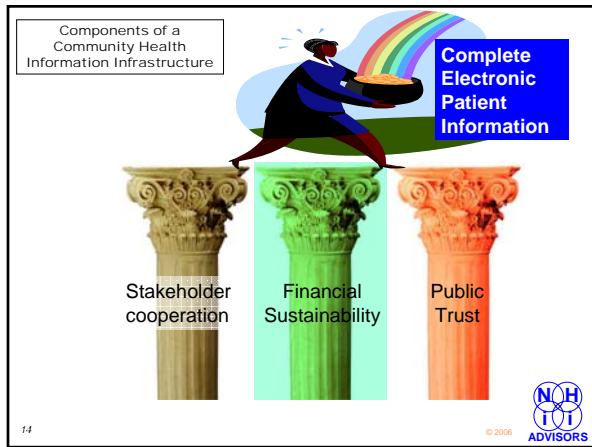 Components of a
Community Health
Information Infrastructure
Complete
Electronic
Patient
Information
Stakeholder
cooperation
Financial
Sustainability
Public
Trust
14
© 2006
N H
i i
ADVISORS